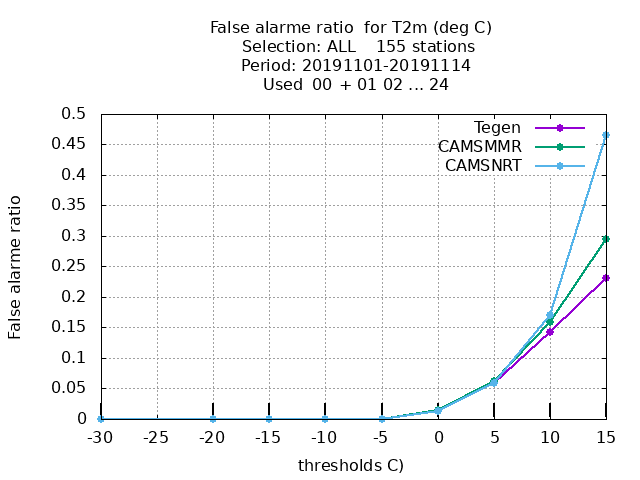 False alarme ratio  for T2m (deg C)
Selection: ALL    155 stations
Period: 20191101-20191114
Used  00 + 01 02 ... 24
0.5
0.45
0.4
0.35
0.3
0.25
0.2
0.15
0.1
0.05
0
False alarme ratio
Tegen
CAMSMMR
CAMSNRT
-30 -25 -20 -15 -10 -5 0 5 10 15
thresholds C)